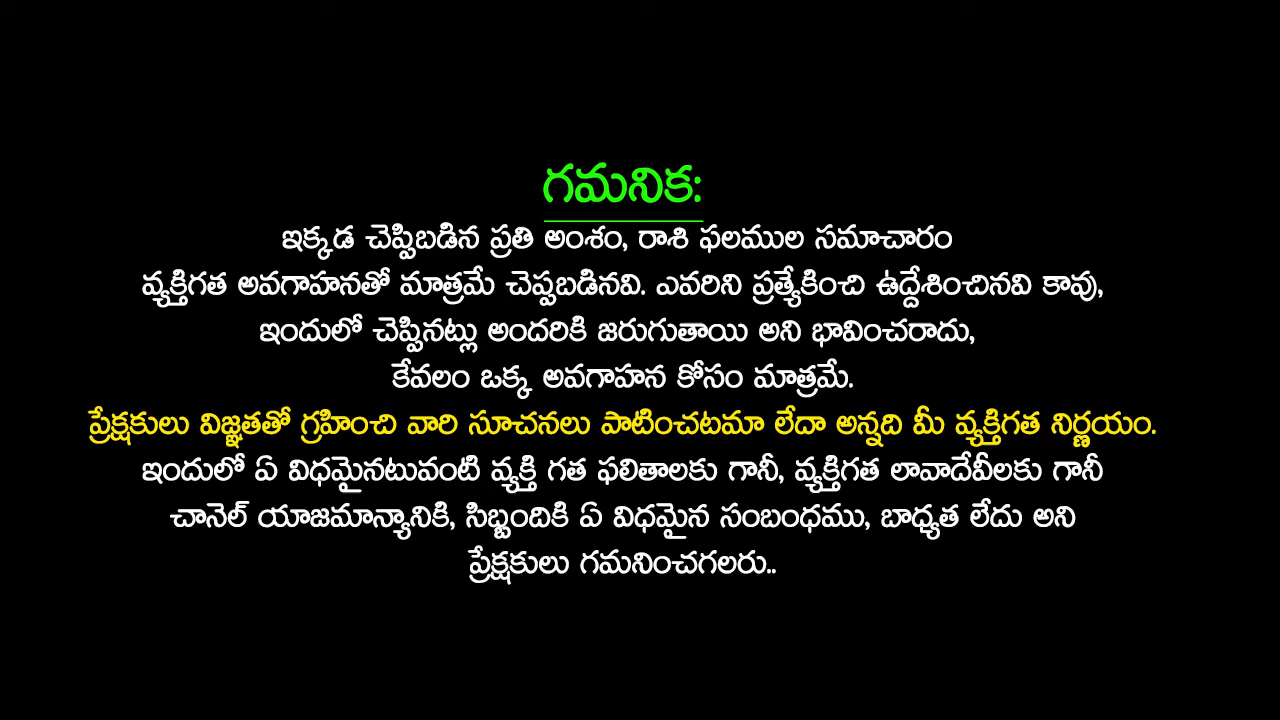 గమనిక:
ఇక్కడ చెప్పిబడిన ప్రతి అంశం, రాశి ఫలముల సమాచారం
వ్యక్తిగత అవగాహనతో మాత్రమే చెప్పబడినవి. ఎవరిని ప్రత్యేకించి ఉద్దేశించినవి కావు,
ఇందులో చెప్పినట్లు అందరికి జరుగుతాయి అని భావించరాదు,
కేవలం ఒక్క అవగాహన కోసం మాత్రమే.
ప్రేక్షకులు విజ్ఞతతో గ్రహించి వారి సూచనలు పాటించటమా లేదా అన్నది మీ వ్యక్తిగత నిర్ణయం.
ఇందులో ఏ విధమైనటువంటి వ్యక్తి గత ఫలితాలకు గానీ, వ్యక్తిగత లావాదేవీలకు గానీ
చానెల్ యాజమాన్యానికి, సిబ్బందికి ఏ విధమైన సంబంధము, బాధ్యత లేదు అని
ప్రేక్షకులు గమనించగలరు..